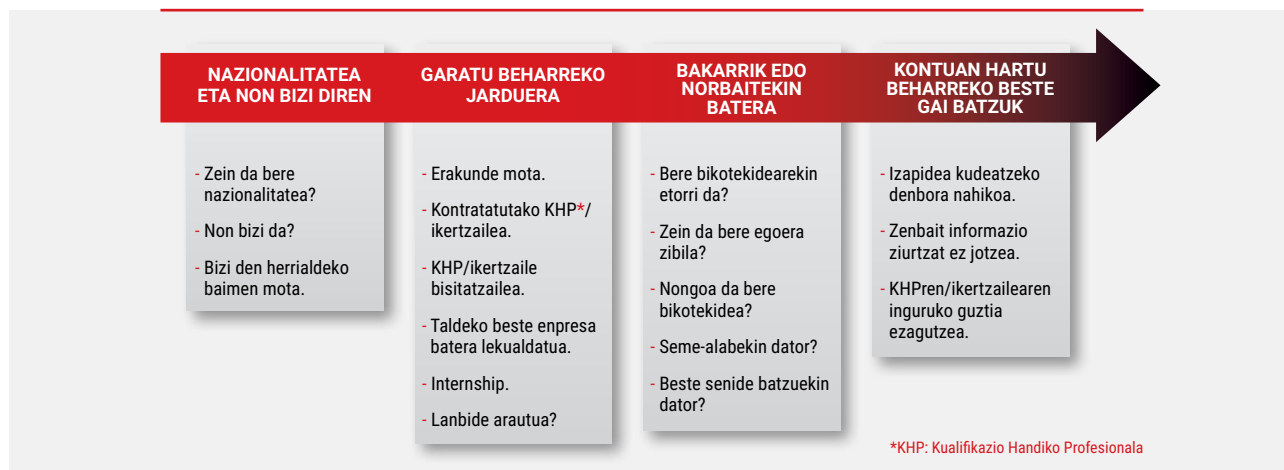 NAZIONALITATEA
ETA NON BIZI DIREN
- Zein da bere
nazionalitatea?
- Non bizi da?
- Bizi den herrialdeko
baimen mota.
GARATU BEHARREKO
JARDUERA
- Erakunde mota.
- Kontratatutako KHP*/
ikertzailea.
- KHP/ikertzaile
bisitatzailea.
- Taldeko beste enpresa
batera lekualdatua.
- Internship.
- Lanbide arautua?
BAKARRIK EDO
NORBAITEKIN
BATERA
- Bere bikotekidearekin
etorri da?
- Zein da bere egoera
zibila?
- Nongoa da bere
bikotekidea?
- Seme-alabekin dator?
- Beste senide batzuekin
dator?
KONTUAN HARTU
BEHARREKO BESTE
GAI BATZUK
- Izapidea kudeatzeko
denbora nahikoa.
- Zenbait informazio
ziurtzat ez jotzea.
- KHPren/ikertzailearen
inguruko guztia
ezagutzea.
*KHP: Kualifikazio Handiko Profesionala